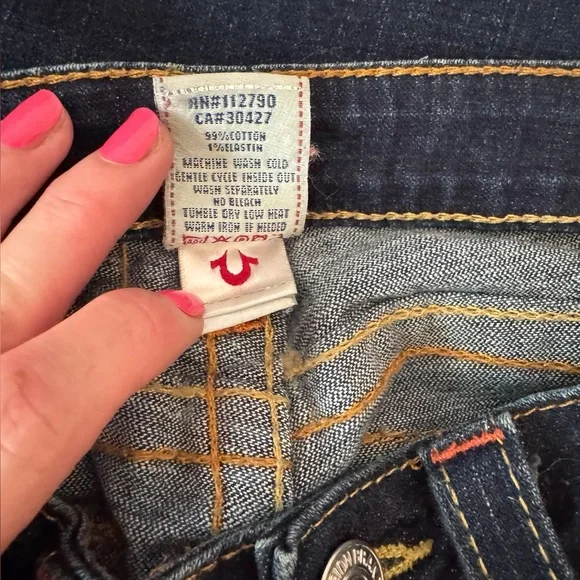 RN#112790
CA#30427
99%COTTON
1%ELASTIN
MACHINE WASH COLD
GENTLE CYCLE INSIDE OUT
WASH SEPARATELY
NO BLEACH
TUMBLE DRY LOW HEAT
WARM IRON IF NEEDED